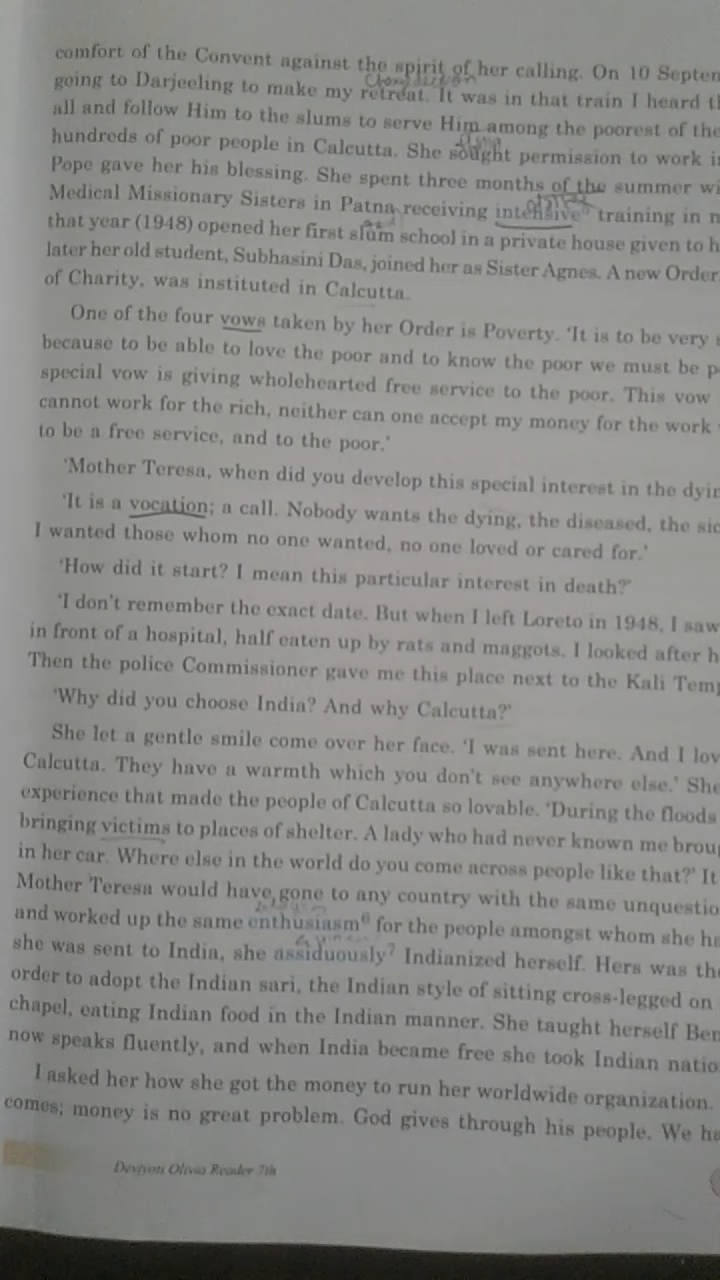 comfort of the Convent against the spirit of her calling. On 10 Septem
going to Darjeeling to make my retreat. It was in that train I heard t
all and follow Him to the slums to serve Him among the poorest of the
hundreds of poor people in Calcutta. She sought permission to work i
Pope gave her his blessing. She spent three months of the summer wi
Medical Missionary Sisters in Patna receiving intensive⁵ training in
that year (1948) opened her first slum school in a private house given to h
later her old student, Subhasini Das, joined her as Sister Agnes. A new Order
of Charity, was instituted in Calcutta.
One of the four vows taken by her Order is Poverty. 'It is to be very
because to be able to love the poor and to know the poor we must be p
special vow is giving wholehearted free service to the poor. This vow
cannot work for the rich, neither can one accept my money for the work
to be a free service, and to the poor.'
'Mother Teresa, when did you develop this special interest in the dyin
'It is a vocation; a call. Nobody wants the dying, the diseased, the sic
I wanted those whom no one wanted, no one loved or cared for.'
'How did it start? I mean this particular interest in death?'
'I don't remember the exact date. But when I left Loreto in 1948, I saw
in front of a hospital, half eaten up by rats and maggots. I looked after h
Then the police Commissioner gave me this place next to the Kali Temp
'Why did you choose India? And why Calcutta?'
She let a gentle smile come over her face. 'I was sent here. And I lov
Calcutta. They have a warmth which you don't see anywhere else.' She
experience that made the people of Calcutta so lovable. 'During the floods
bringing victims to places of shelter. A lady who had never known me broug
in her car. Where else in the world do you come across people like that?' It
Mother Teresa would have gone to any country with the same unquestio
and worked up the same enthusiasm⁶ for the people amongst whom she ha
she was sent to India, she assiduously⁷ Indianized herself. Hers was the
order to adopt the Indian sari, the Indian style of sitting cross-legged on
chapel, eating Indian food in the Indian manner. She taught herself Ben
now speaks fluently, and when India became free she took Indian natio
I asked her how she got the money to run her worldwide organization.
comes; money is no great problem. God gives through his people. We ha
Devjyoti Olivia Reader 7th